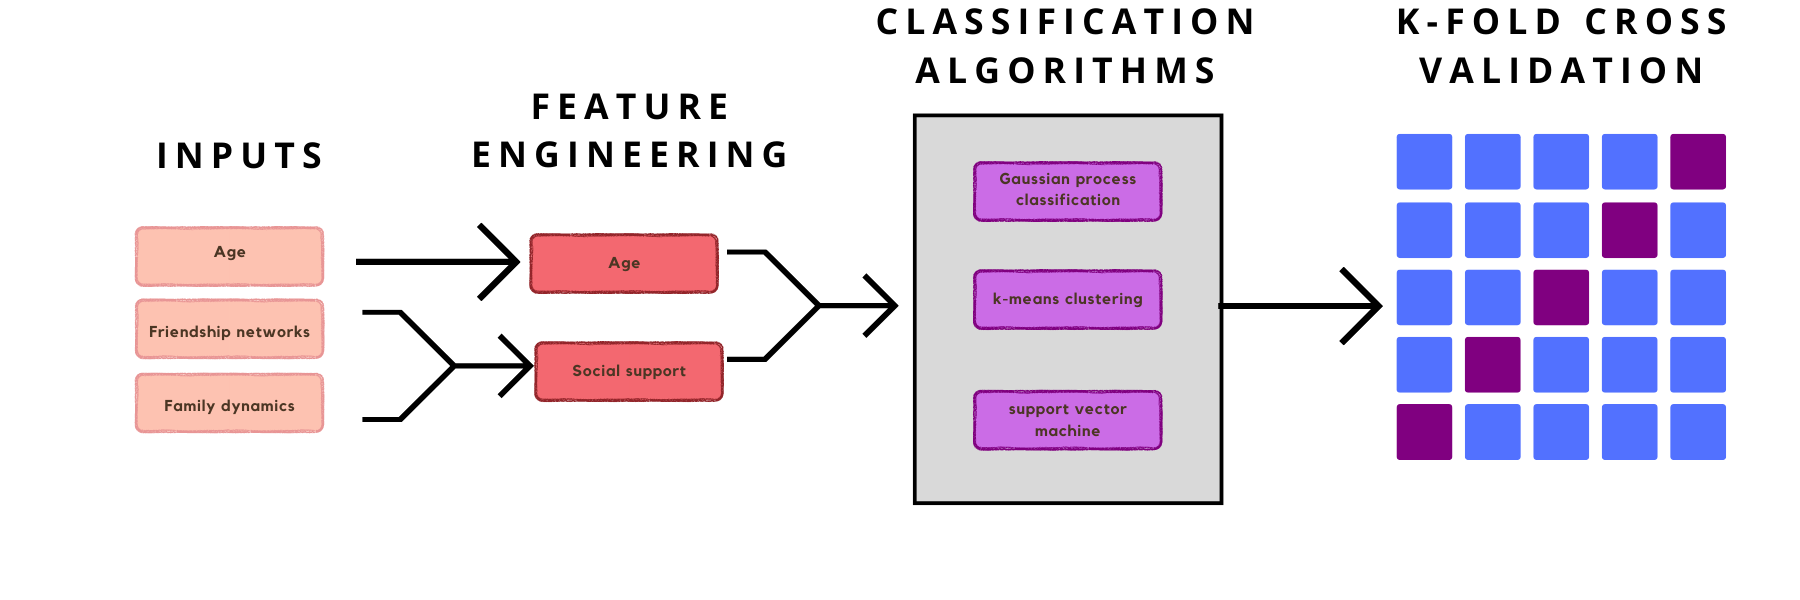 INPUTS
Age
Friendship networks
Family dynamics
FEATURE
ENGINEERING
Age
Social support
CLASSIFICATION
ALGORITHMS
Gaussian process
classification
k-means clustering
support vector
machine
K-FOLD CROSS
VALIDATION